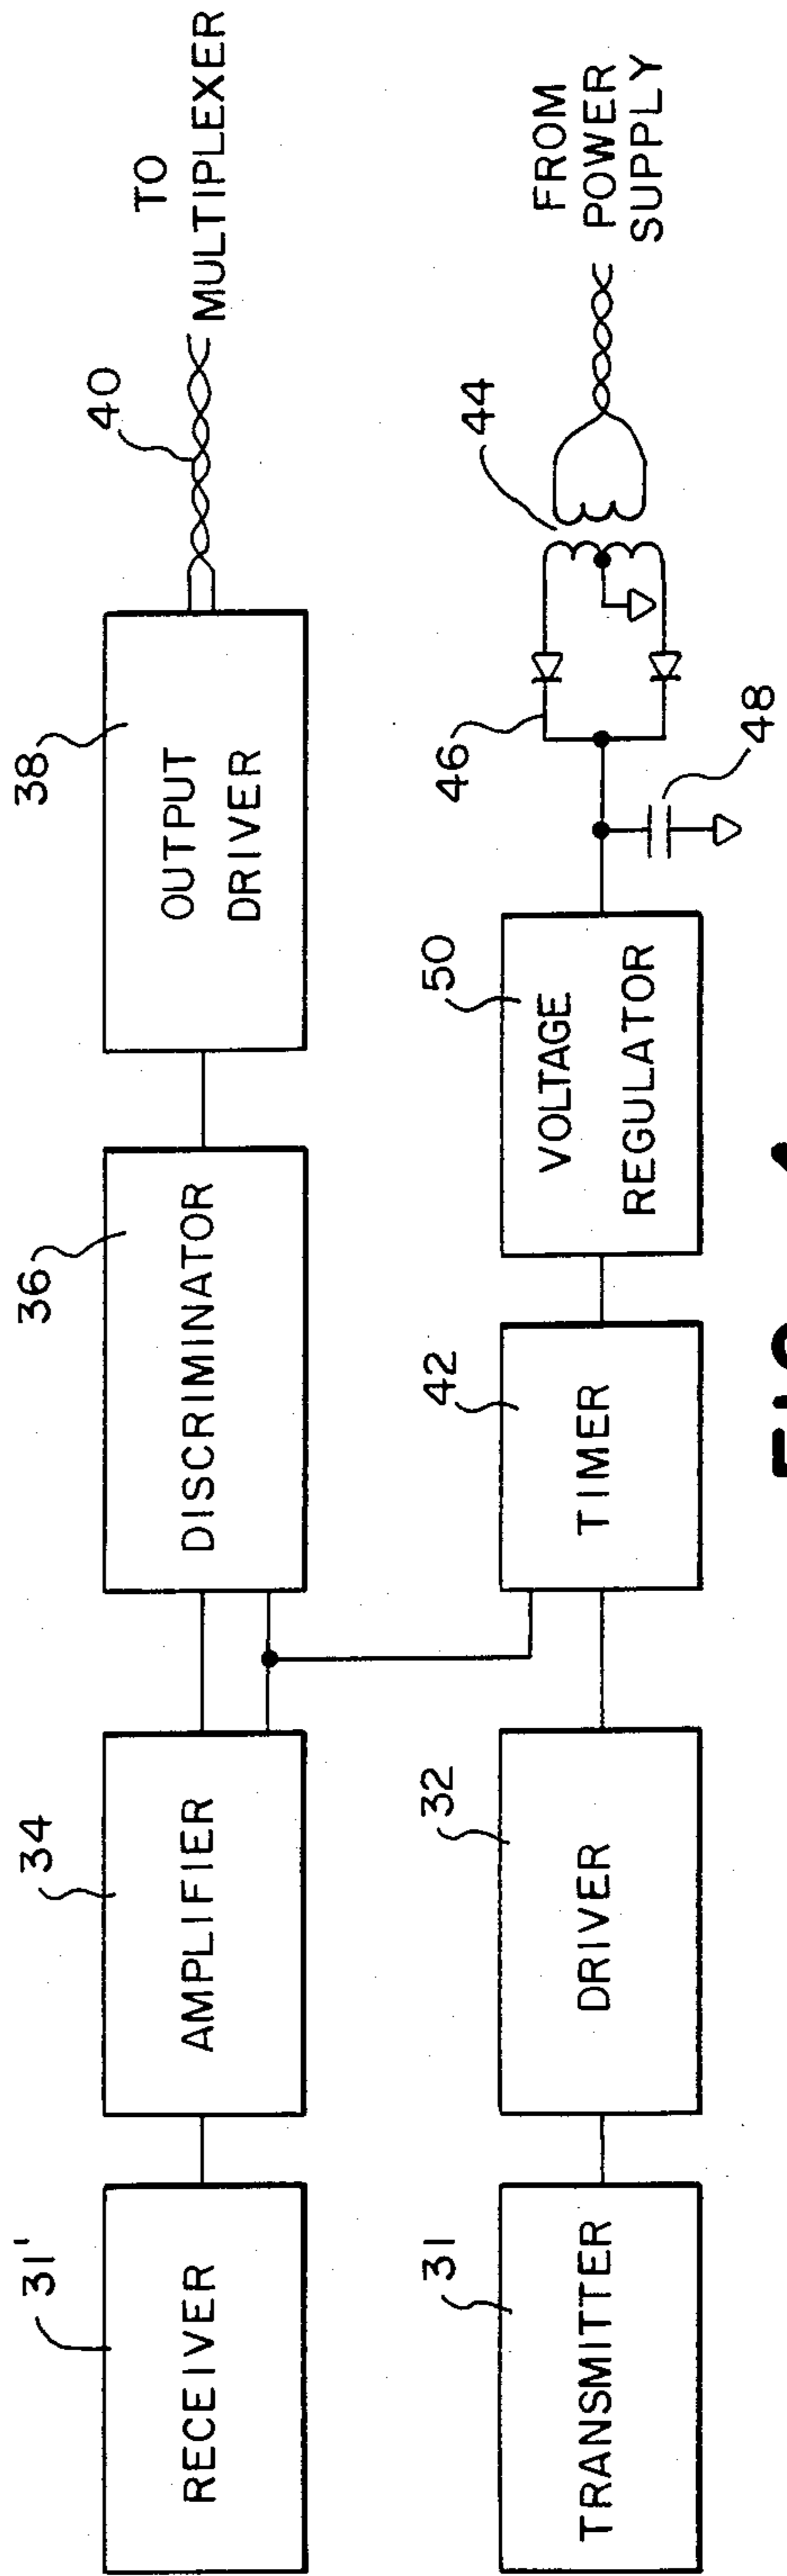 31'
RECEIVER
34
AMPLIFIER
36
DISCRIMINATOR
38
OUTPUT
DRIVER
40
TO
MULTIPLEXER
31
TRANSMITTER
32
DRIVER
42
TIMER
50
VOLTAGE
REGULATOR
46
48
44
FROM
POWER
SUPPLY